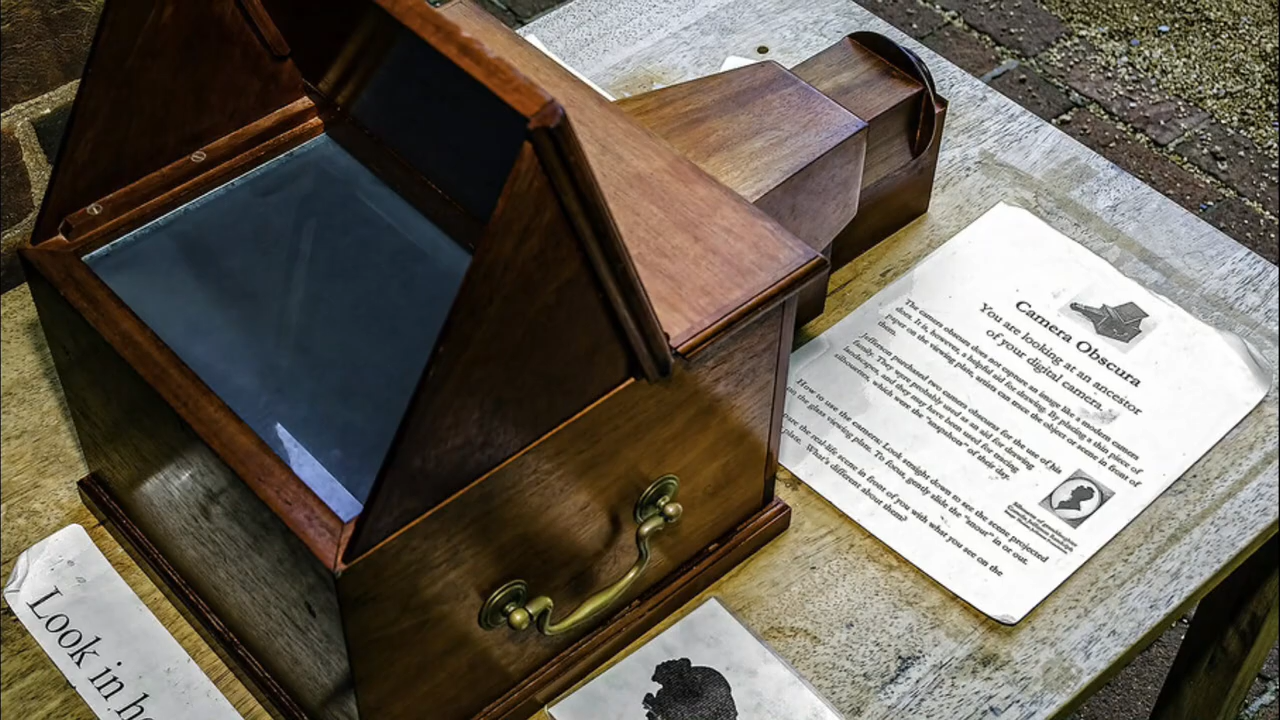 Camera Obscura
You are looking at an ancestor
of your digital camera.
The camera obscura does not capture an image like a modern camera
does. It is, however, a helpful aid for drawing. By placing a thin piece of
paper on the viewing plate, artists can trace the object or scene in front of
them.
Jefferson purchased two camera obscuras for the use of his
family. They were probably used as an aid for drawing
landscapes, and they may have been used for tracing
silhouettes, which were the "snapshots" of their day.
Silhouette of granddaughter
How to use the camera: Look straight down to see the scene projected
on the glass viewing plate. To focus, gently slide the "snout" in or out.
the real-life scene in front of you with what you see on the
plate. What's different about them?
Look in